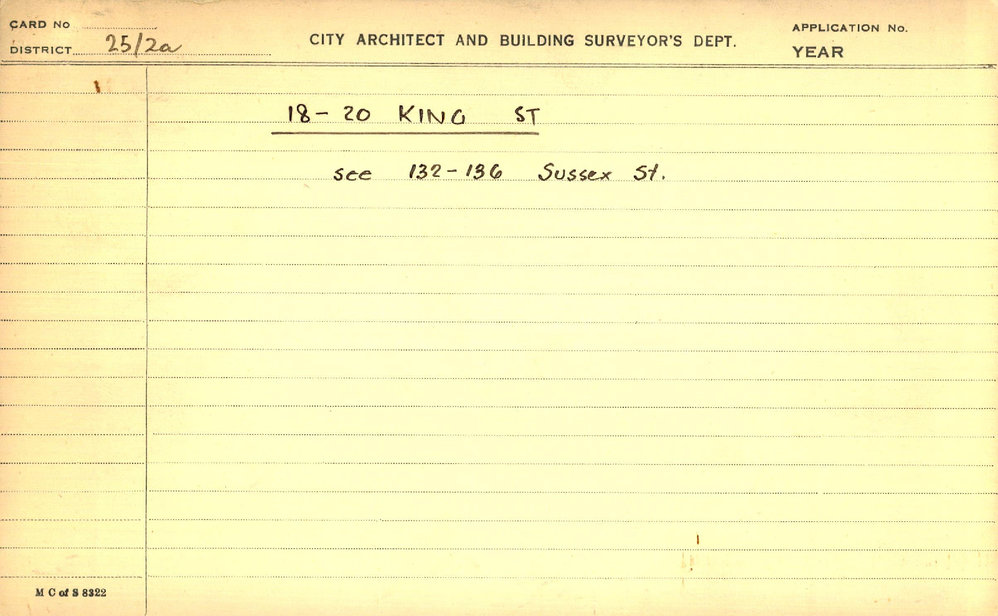 CARD No
DISTRICT 25/2a
CITY ARCHITECT AND BUILDING SURVEYOR'S DEPT.
APPLICATION No.
YEAR
18-20 KING ST
see 132-136 Sussex St.
M C of S 8322